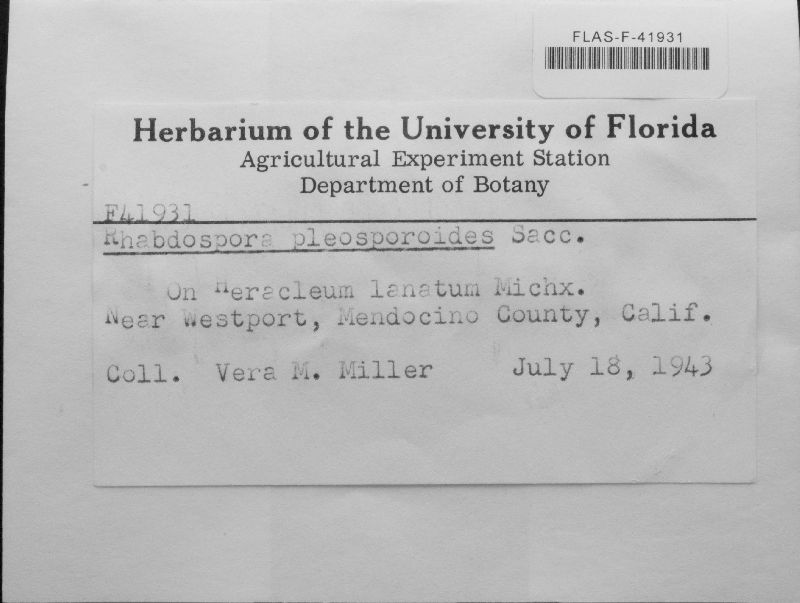 FLAS-F-41931
Herbarium of the University of Florida
Agricultural Experiment Station
Department of Botany
F41931
Rhabdospora pleosporoides Sacc.
On Heracleum lanatum Michx.
Near Westport, Mendocino County, Calif.
Coll. Vera M. Miller July 18, 1943